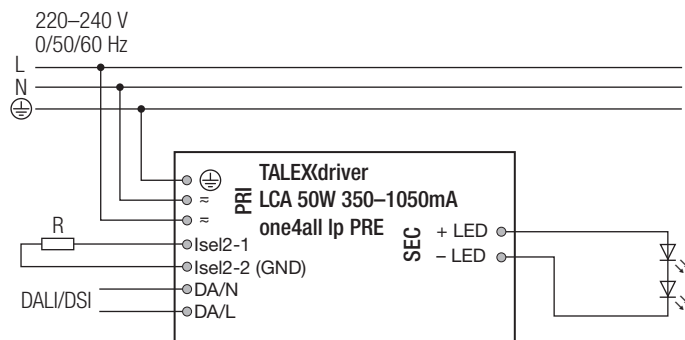 220–240 V
0/50/60 Hz
L
N
TALEXXdriver
LCA 50W 350–1050mA
one4all lp PRE
PRI
≂
≂
R
Isel2-1
Isel2-2 (GND)
DALI/DSI
DA/N
DA/L
SEC
+ LED
– LED